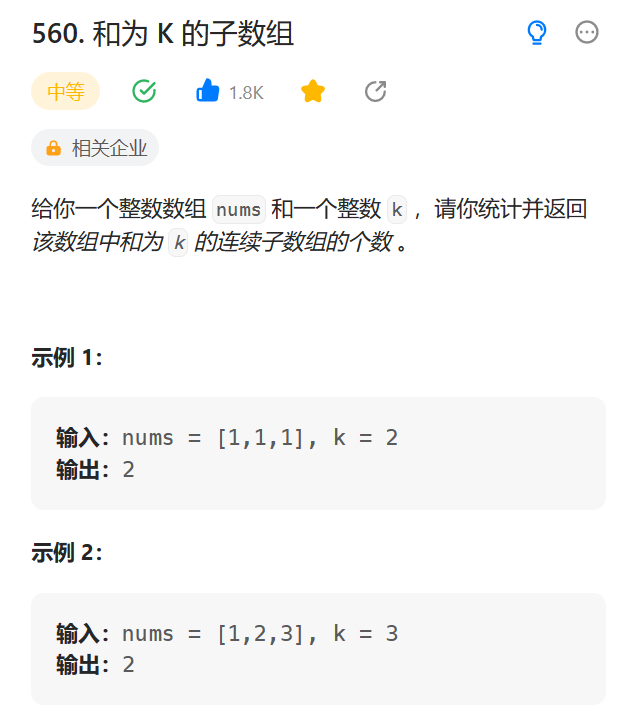 560. 和为 K 的子数组
中等
1.8K
相关企业
给你一个整数数组 nums 和一个整数 k ，请你统计并返回
该数组中和为 k 的连续子数组的个数 。
示例 1：
输入：nums = [1,1,1], k = 2
输出：2
示例 2：
输入：nums = [1,2,3], k = 3
输出：2